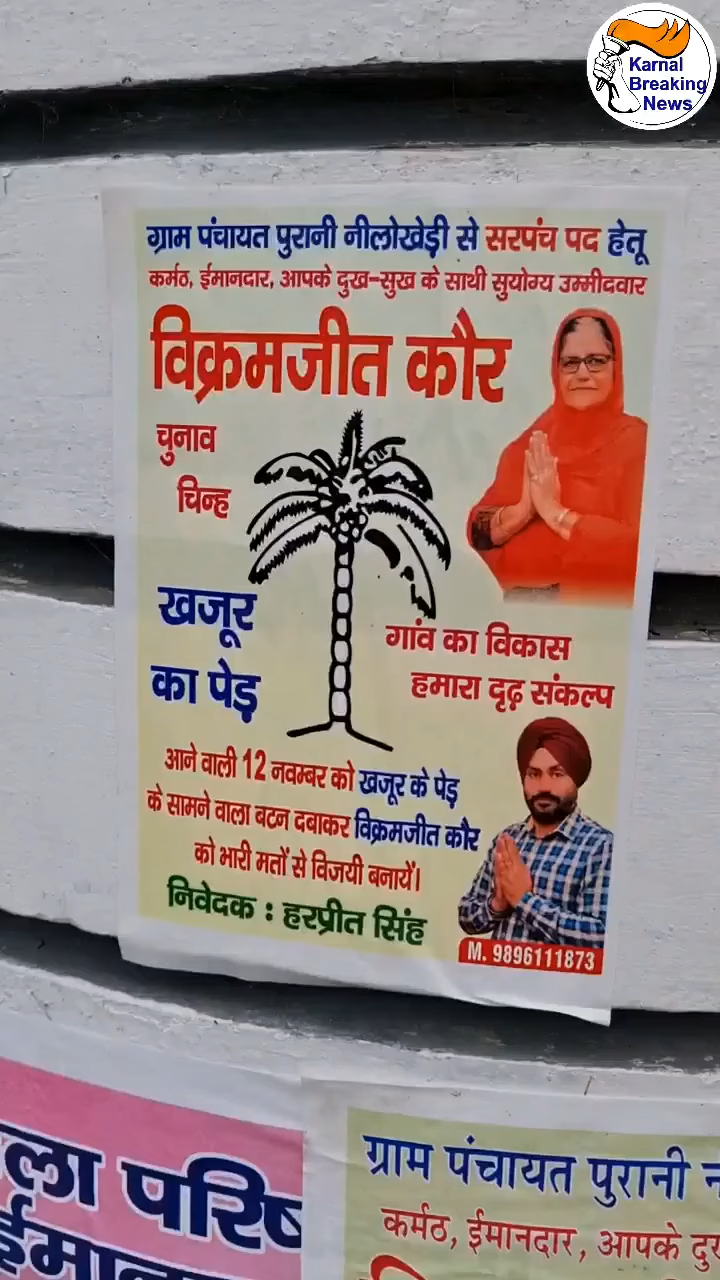 Karnal
Breaking
News
ग्राम पंचायत पुरानी नीलोखेड़ी से सरपंच पद हेतू
कर्मठ, ईमानदार, आपके दुख-सुख के साथी सुयोग्य उम्मीदवार
विक्रमजीत कौर
चुनाव
चिन्ह
खजूर
का पेड़
गांव का विकास
हमारा दृढ़ संकल्प
आने वाली 12 नवम्बर को खजूर के पेड़
के सामने वाला बटन दबाकर विक्रमजीत कौर
को भारी मतों से विजयी बनायें।
निवेदक : हरप्रीत सिंह
M. 9896111873
ला परिष
ईमान
ग्राम पंचायत पुरानी
कर्मठ, ईमानदार, आपके दुख